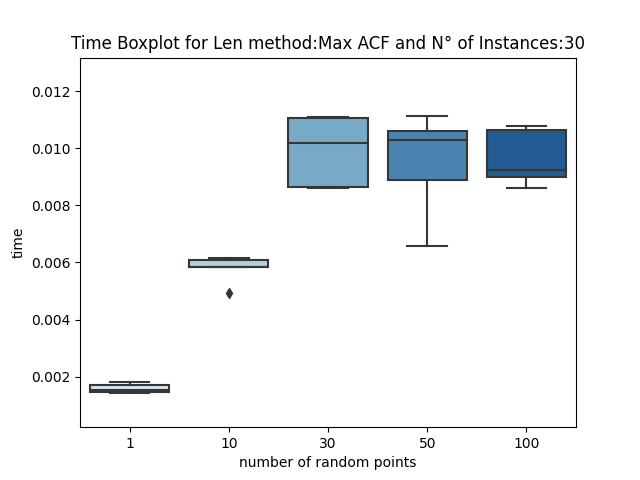 Time Boxplot for Len method:Max ACF and N° of Instances:30
0.012
0.010
0.008
0.006
0.004
0.002
time
1 10 30 50 100
number of random points